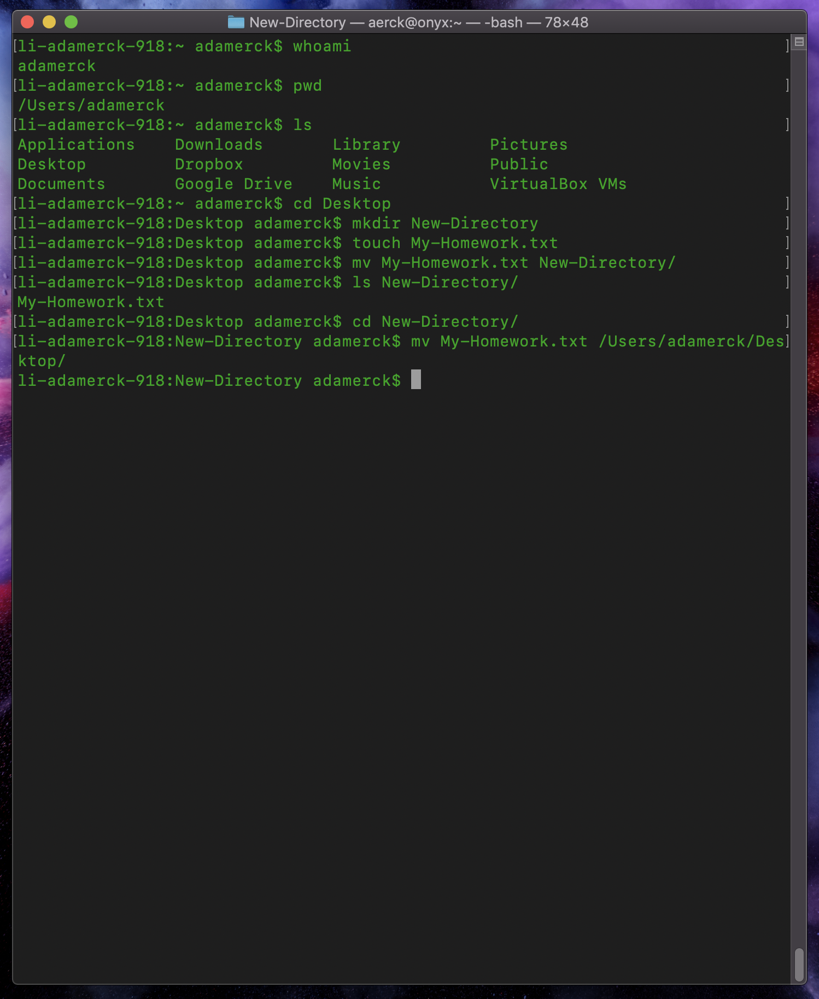 New-Directory — aerck@onyx:~ — -bash — 78×48
[li-adamerck-918:~ adamerck$ whoami ]
adamerck
[li-adamerck-918:~ adamerck$ pwd ]
/Users/adamerck
[li-adamerck-918:~ adamerck$ ls ]
Applications Downloads Library Pictures
Desktop Dropbox Movies Public
Documents Google Drive Music VirtualBox VMs
[li-adamerck-918:~ adamerck$ cd Desktop ]
[li-adamerck-918:Desktop adamerck$ mkdir New-Directory ]
[li-adamerck-918:Desktop adamerck$ touch My-Homework.txt ]
[li-adamerck-918:Desktop adamerck$ mv My-Homework.txt New-Directory/ ]
[li-adamerck-918:Desktop adamerck$ ls New-Directory/ ]
My-Homework.txt
[li-adamerck-918:Desktop adamerck$ cd New-Directory/ ]
[li-adamerck-918:New-Directory adamerck$ mv My-Homework.txt /Users/adamerck/Des]
ktop/
li-adamerck-918:New-Directory adamerck$